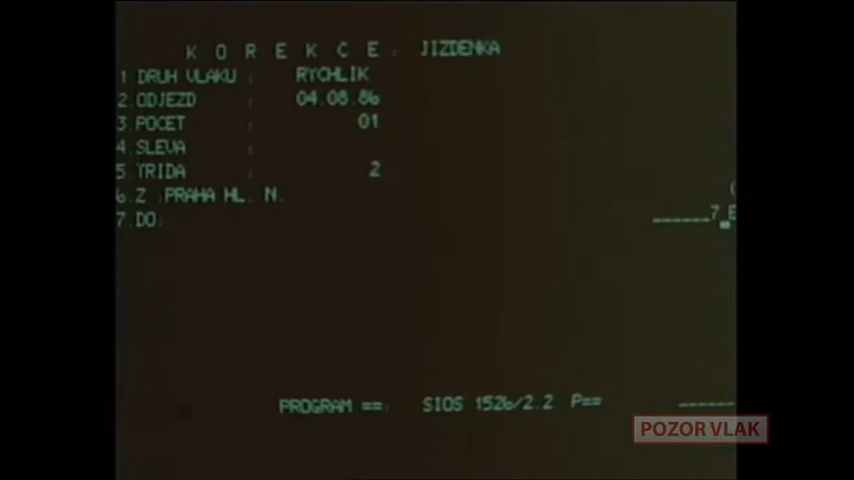 K O R E K C E : JIZDENKA
1.DRUH VLAKU : RYCHLIK
2.ODJEZD : 04.08.86
3.POCET : 01
4.SLEVA :
5.TRIDA : 2
6.Z :PRAHA HL. N.
7.DO: ______7
PROGRAM ==: SIOS 1526/2.2 P==
POZOR VLAK